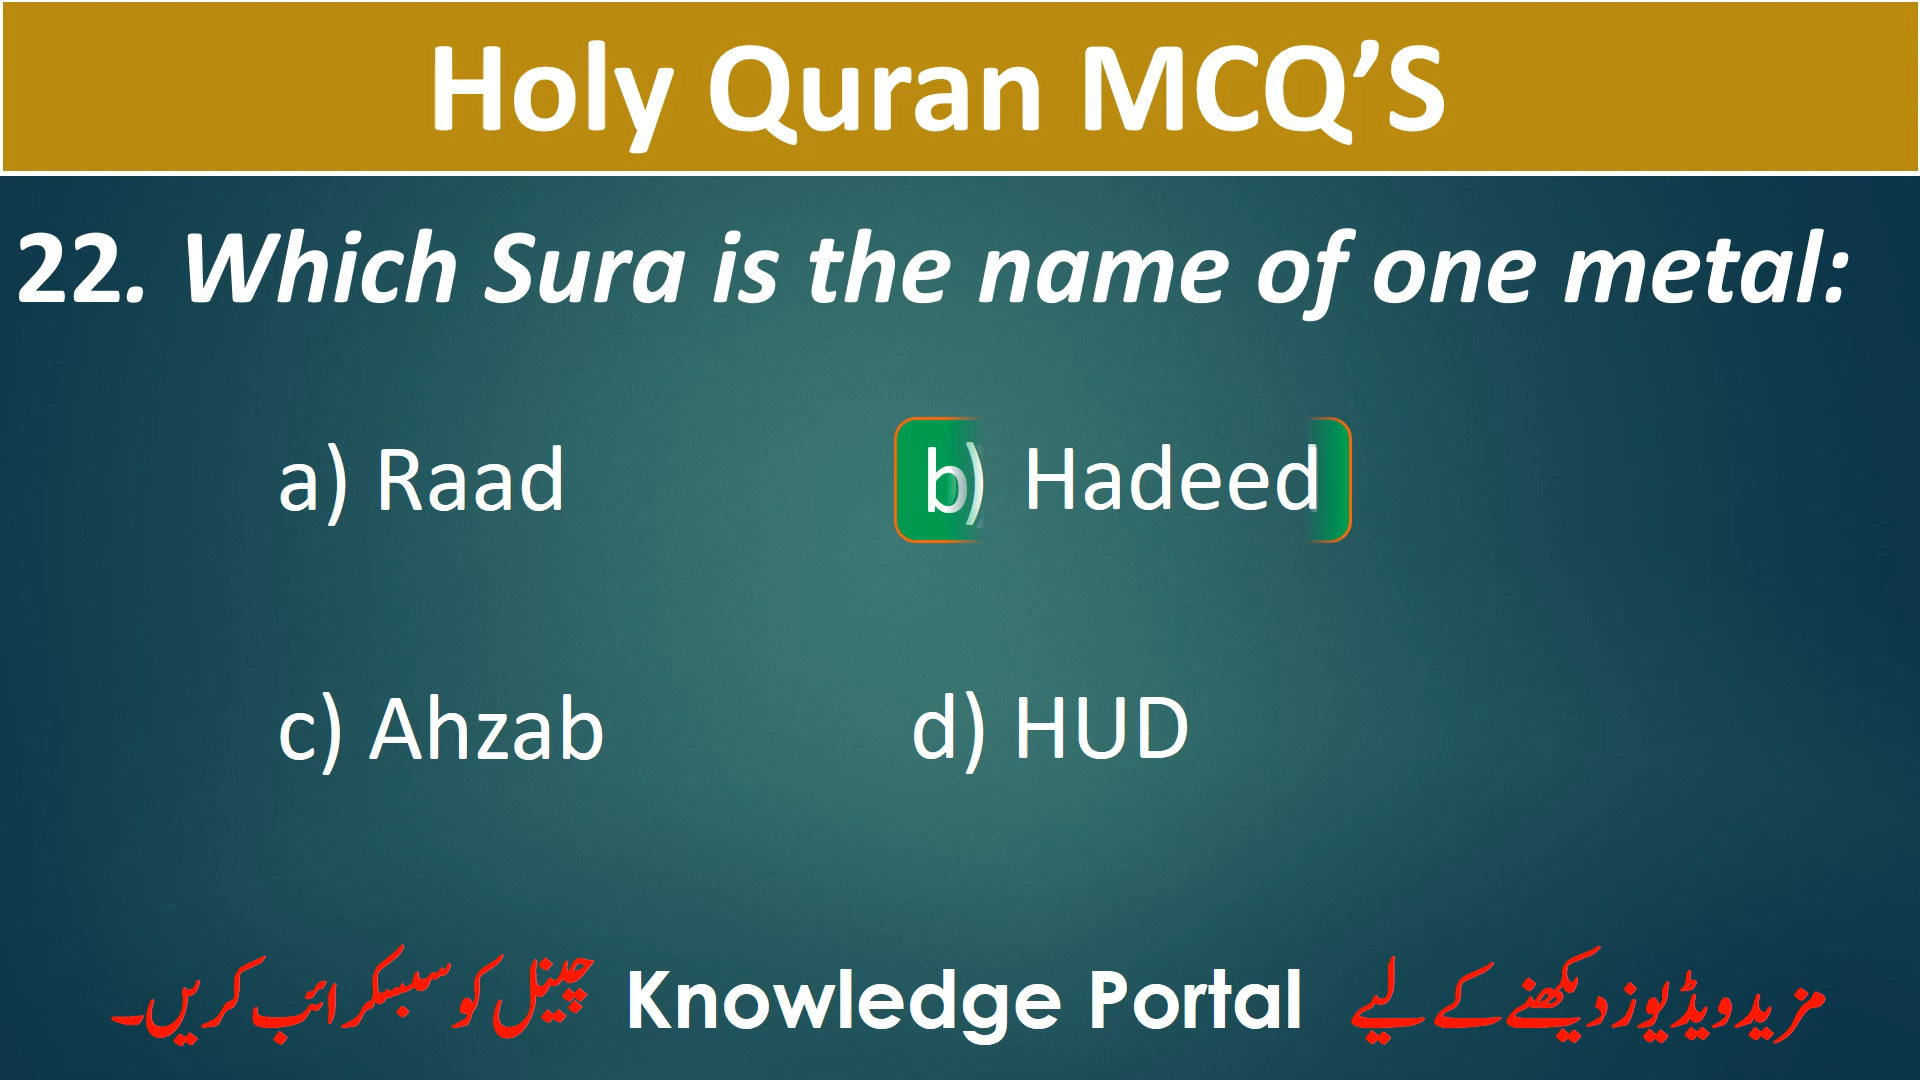 Holy Quran MCQ’S
22. Which Sura is the name of one metal:
a) Raad b) Hadeed
c) Ahzab d) HUD
مزید ویڈیوز دیکھنے کے لیے Knowledge Portal چینل کو سبسکرائب کریں۔